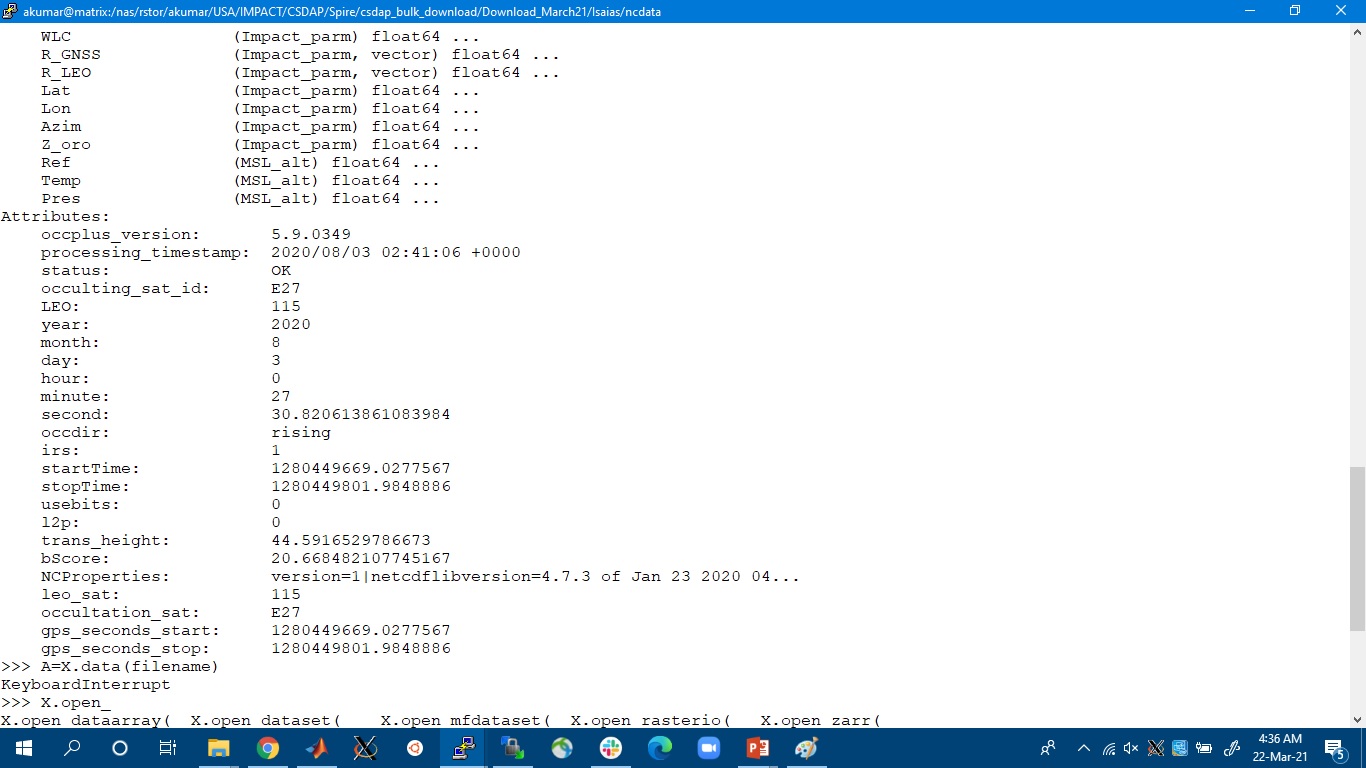 akumar@matrix:/nas/rstor/akumar/USA/IMPACT/CSDAP/Spire/csdap_bulk_download/Download_March21/Isaias/ncdata
WLC (Impact_parm) float64 ...
R_GNSS (Impact_parm, vector) float64 ...
R_LEO (Impact_parm, vector) float64 ...
Lat (Impact_parm) float64 ...
Lon (Impact_parm) float64 ...
Azim (Impact_parm) float64 ...
Z_oro (Impact_parm) float64 ...
Ref (MSL_alt) float64 ...
Temp (MSL_alt) float64 ...
Pres (MSL_alt) float64 ...
Attributes:
occplus_version: 5.9.0349
processing_timestamp: 2020/08/03 02:41:06 +0000
status: OK
occulting_sat_id: E27
LEO: 115
year: 2020
month: 8
day: 3
hour: 0
minute: 27
second: 30.820613861083984
occdir: rising
irs: 1
startTime: 1280449669.0277567
stopTime: 1280449801.9848886
usebits: 0
l2p: 0
trans_height: 44.5916529786673
bScore: 20.668482107745167
NCProperties: version=1|netcdflibversion=4.7.3 of Jan 23 2020 04...
leo_sat: 115
occultation_sat: E27
gps_seconds_start: 1280449669.0277567
gps_seconds_stop: 1280449801.9848886
>>> A=X.data(filename)
KeyboardInterrupt
>>> X.open_
X.open_dataarray( X.open_dataset( X.open_mfdataset( X.open_rasterio( X.open_zarr(
4:36 AM
22-Mar-21
5